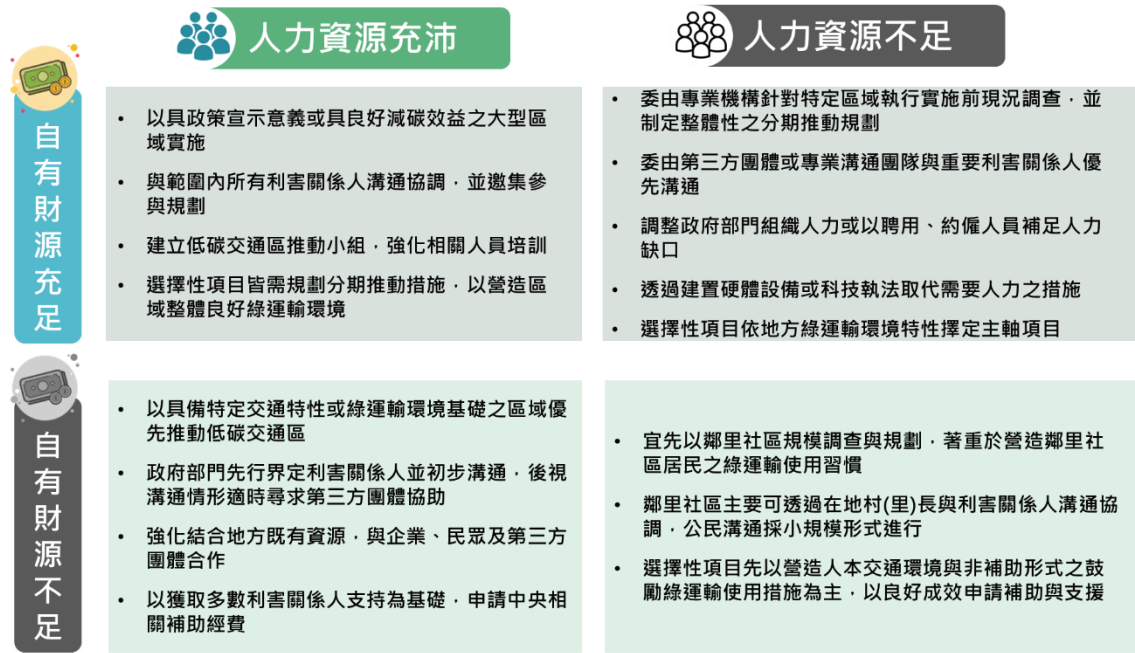 人力資源充沛
人力資源不足
自有財源充足
• 以具政策宣示意義或具良好減碳效益之大型區
域實施
• 與範圍內所有利害關係人溝通協調，並邀集參
與規劃
• 建立低碳交通區推動小組，強化相關人員培訓
• 選擇性項目皆需規劃分期推動措施，以營造區
域整體良好綠運輸環境
• 委由專業機構針對特定區域執行實施前現況調查，並
制定整體性之分期推動規劃
• 委由第三方團體或專業溝通團隊與重要利害關係人優
先溝通
• 調整政府部門組織人力或以聘用、約僱人員補足人力
缺口
• 透過建置硬體設備或科技執法取代需要人力之措施
• 選擇性項目依地方綠運輸環境特性擇定主軸項目
自有財源不足
• 以具備特定交通特性或綠運輸環境基礎之區域優
先推動低碳交通區
• 政府部門先行界定利害關係人並初步溝通，後視
溝通情形適時尋求第三方團體協助
• 強化結合地方既有資源，與企業、民眾及第三方
團體合作
• 以獲取多數利害關係人支持為基礎，申請中央相
關補助經費
• 宜先以鄰里社區規模調查與規劃，著重於營造鄰里社
區居民之綠運輸使用習慣
• 鄰里社區主要可透過在地村(里)長與利害關係人溝通協
調，公民溝通採小規模形式進行
• 選擇性項目先以營造人本交通環境與非補助形式之鼓
勵綠運輸使用措施為主，以良好成效申請補助與支援